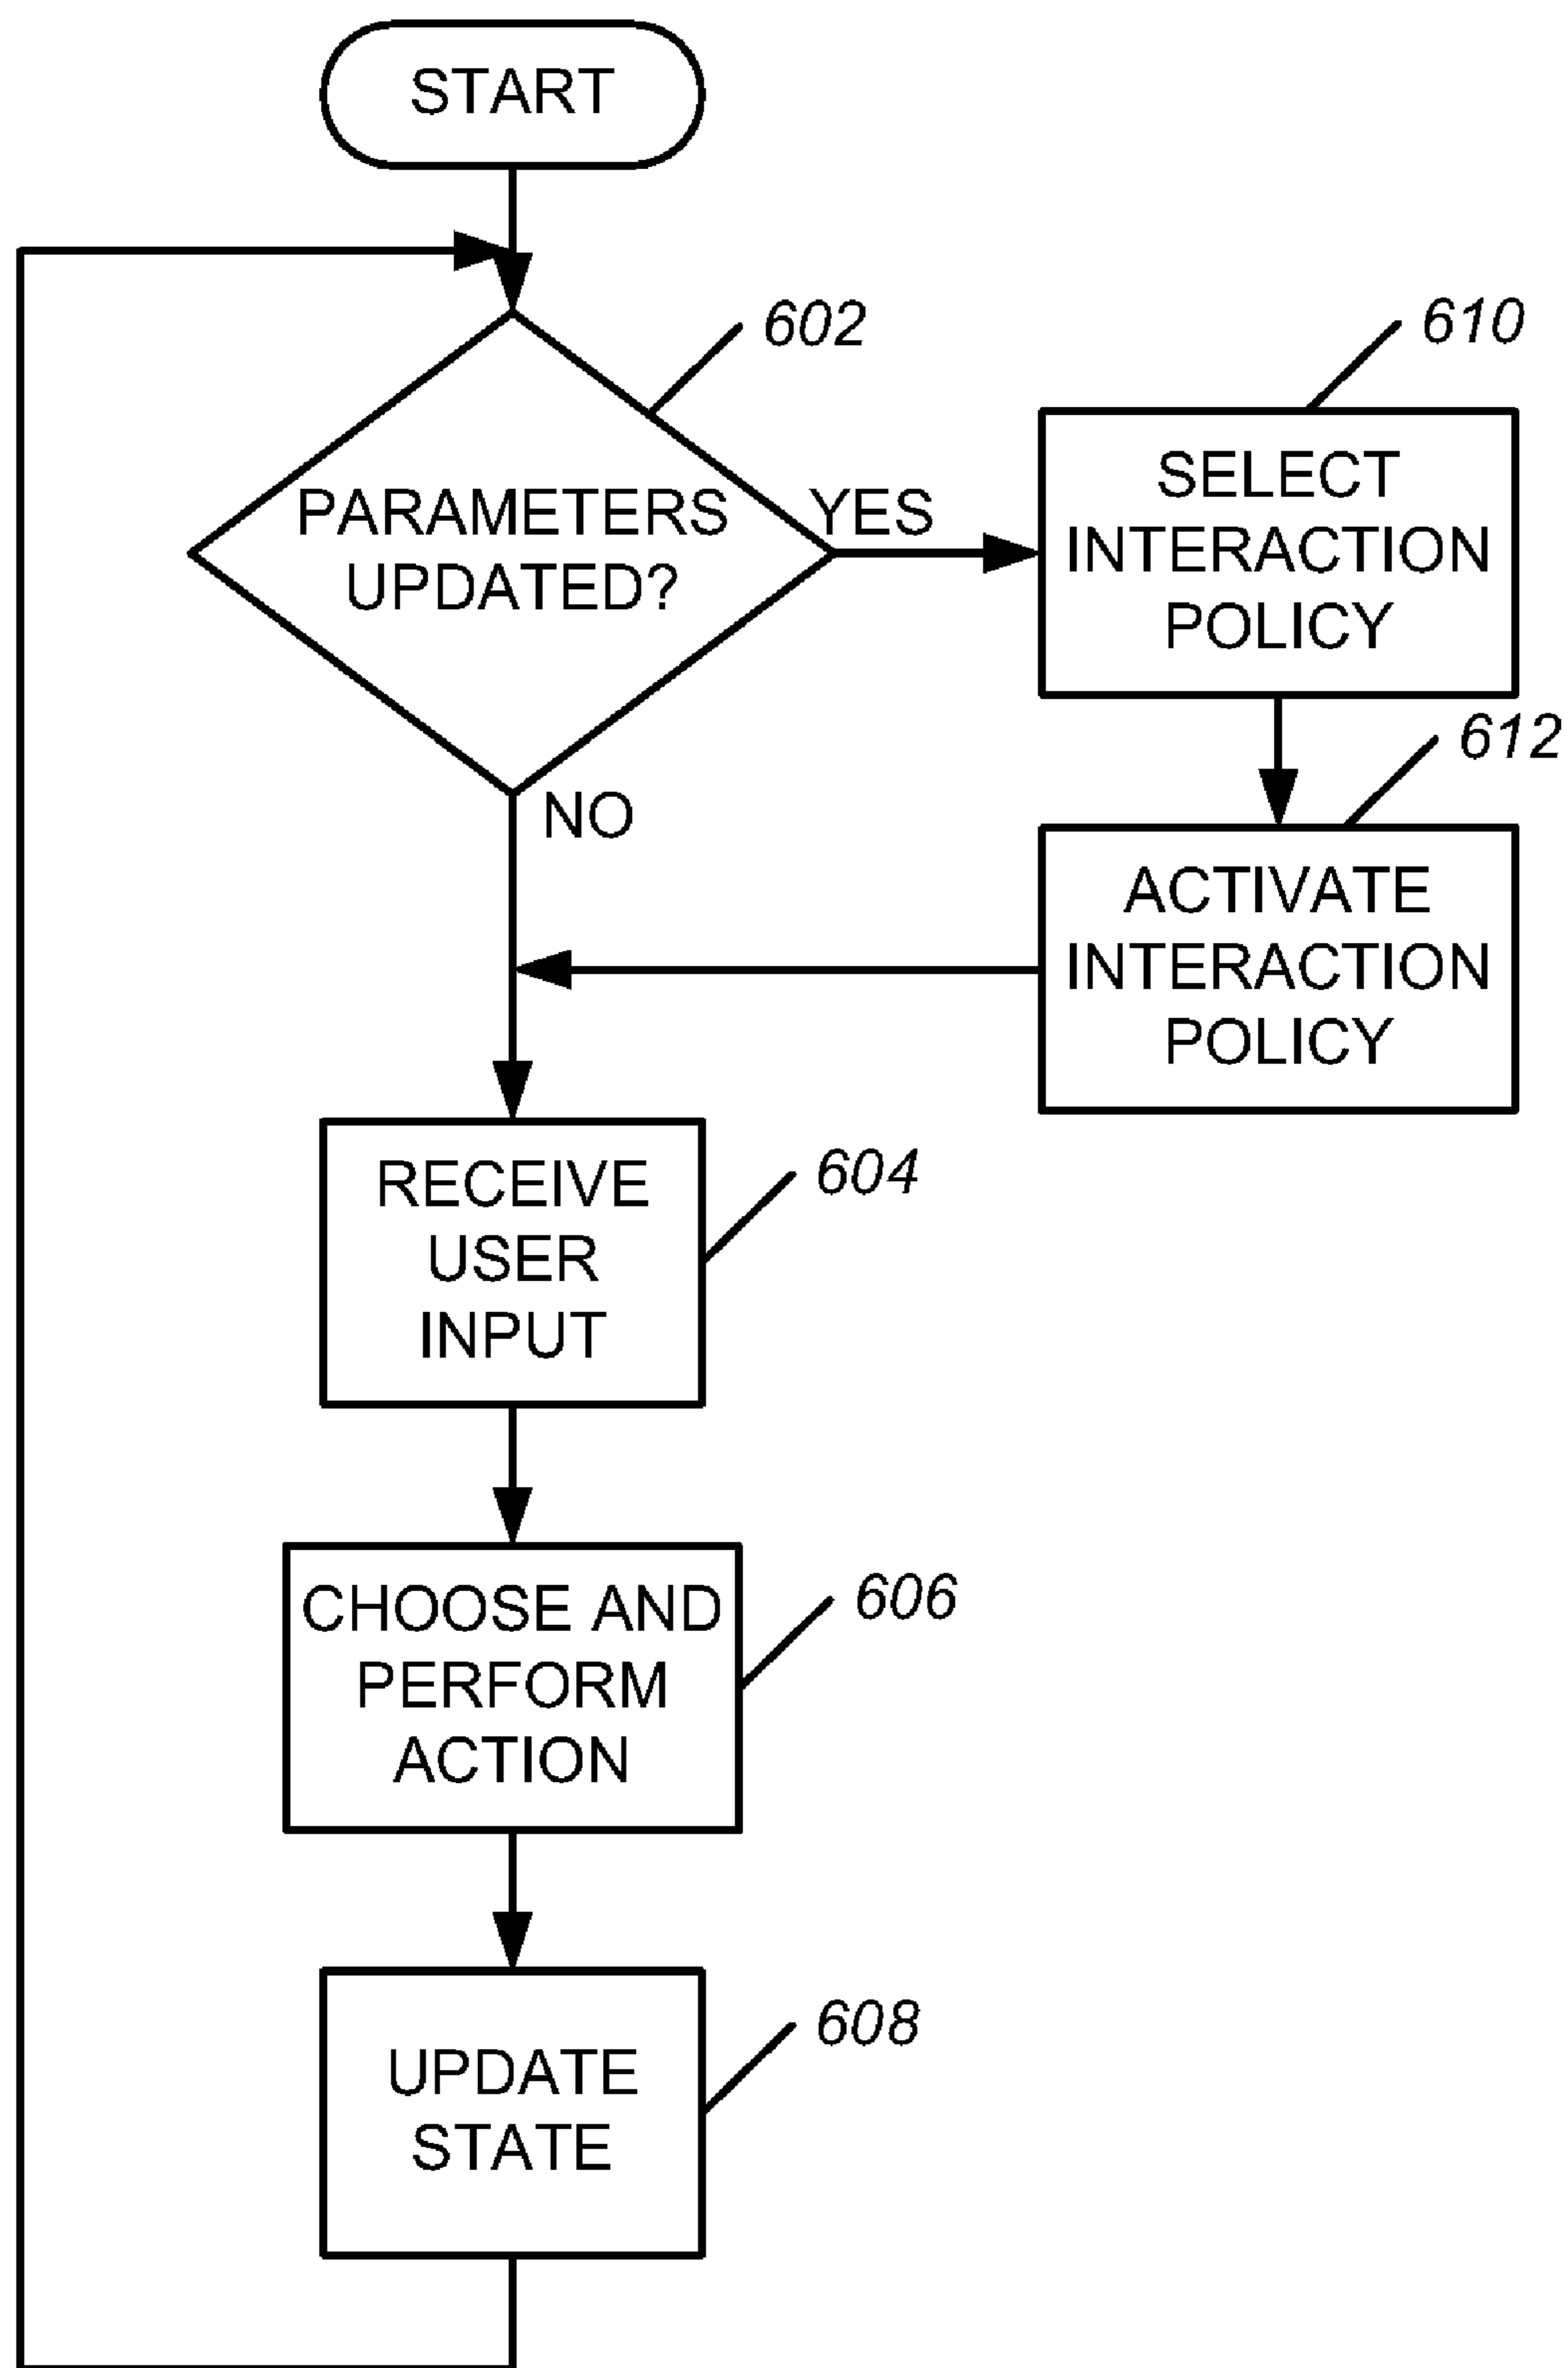 START
602
PARAMETERS
UPDATED?
YES
NO
610
SELECT
INTERACTION
POLICY
612
ACTIVATE
INTERACTION
POLICY
604
RECEIVE
USER
INPUT
606
CHOOSE AND
PERFORM
ACTION
608
UPDATE
STATE